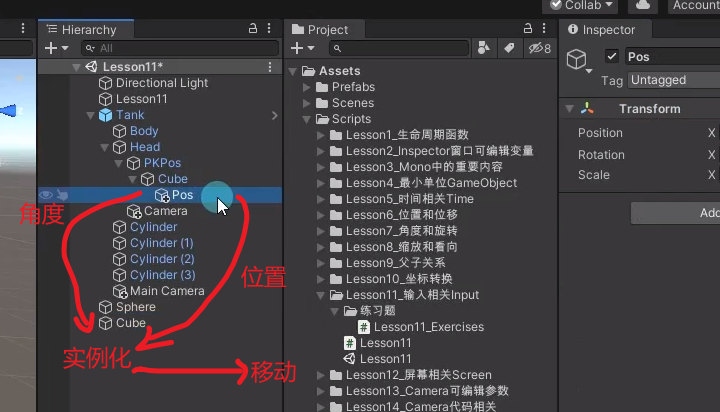 Collab
Account
Hierarchy
All
Lesson11*
Directional Light
Lesson11
Tank
Body
Head
PKPos
Cube
Pos
Camera
Cylinder
Cylinder (1)
Cylinder (2)
Cylinder (3)
Main Camera
Sphere
Cube
角度
位置
实例化
移动
Project
8
Assets
Prefabs
Scenes
Scripts
Lesson1_生命周期函数
Lesson2_Inspector窗口可编辑变量
Lesson3_Mono中的重要内容
Lesson4_最小单位GameObject
Lesson5_时间相关Time
Lesson6_位置和位移
Lesson7_角度和旋转
Lesson8_缩放和看向
Lesson9_父子关系
Lesson10_坐标转换
Lesson11_输入相关Input
练习题
Lesson11_Exercises
Lesson11
Lesson11
Lesson12_屏幕相关Screen
Lesson13_Camera可编辑参数
Lesson14_Camera代码相关
Inspector
Pos
Tag Untagged
Transform
Position X
Rotation X
Scale X
Add